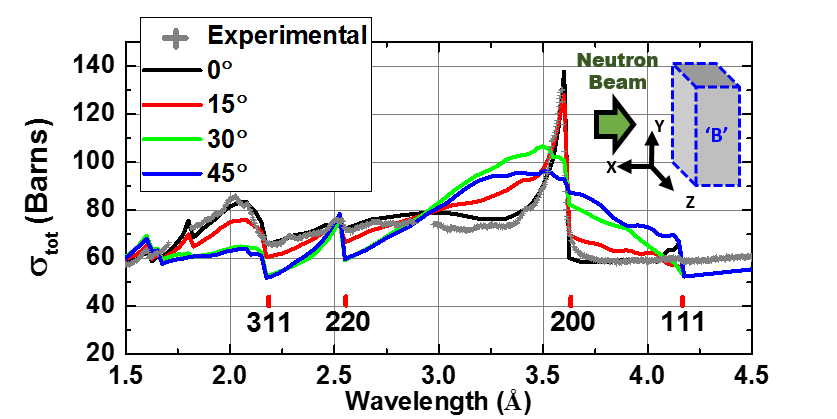 Experimental
0°
15°
30°
45°
Neutron
Beam
'B'
Y
X
Z
σtot (Barns)
140
120
100
80
60
40
20
311
220
200
111
1.5
2.0
2.5
3.0
3.5
4.0
4.5
Wavelength (Å)